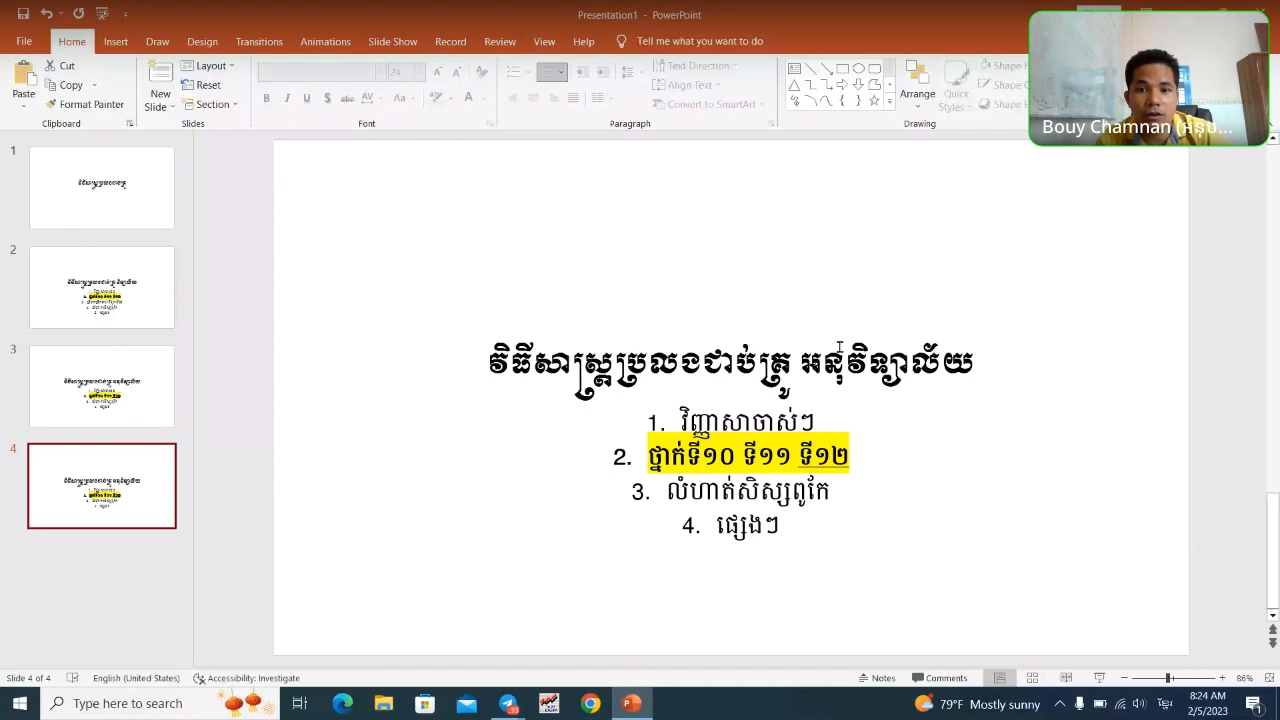 Presentation1 - PowerPoint
File Home Insert Draw Design Transitions Animations Slide Show Record Review View Help Tell me what you want to do
Paste Cut Copy Format Painter
Clipboard
New Slide Layout Reset Section
Slides
24
Font
Text Direction Align Text Convert to SmartArt
Paragraph
Arrange Quick Styles
Bouy Chamnan
1
2
3
4
វិធីសាស្ត្រប្រលងជាប់គ្រូ អនុវិទ្យាល័យ
1. វិញ្ញាសាចាស់ៗ
2. ថ្នាក់ទី១០ ទី១១ ទី១២
3. លំហាត់សិស្សពូកែ
4. ផ្សេងៗ
Slide 4 of 4 English (United States) Accessibility: Investigate Notes Comments 86%
Type here to search
79°F Mostly sunny
8:24 AM
2/5/2023